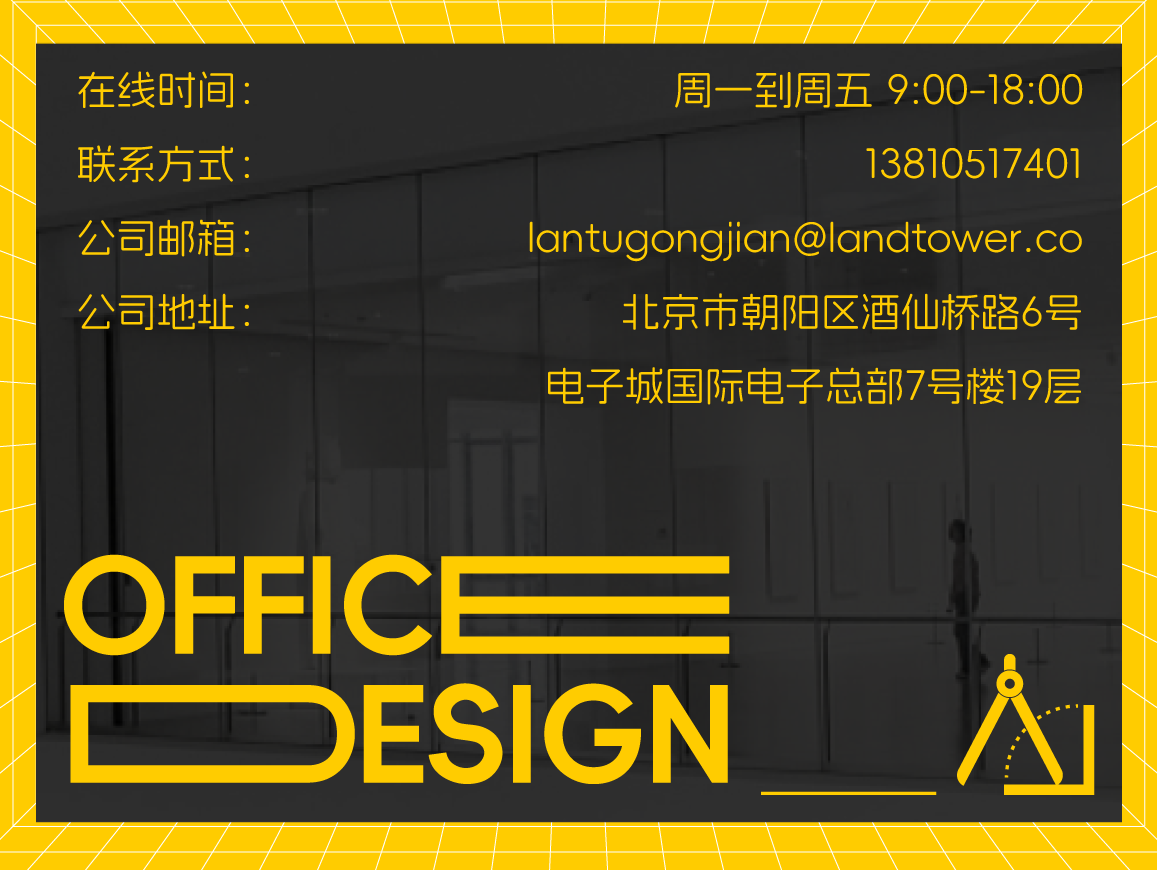 在线时间： 周一到周五 9:00-18:00
联系方式： 13810517401
公司邮箱： lantugongjian@landtower.co
公司地址： 北京市朝阳区酒仙桥路6号
电子城国际电子总部7号楼19层
OFFICE
DESIGN